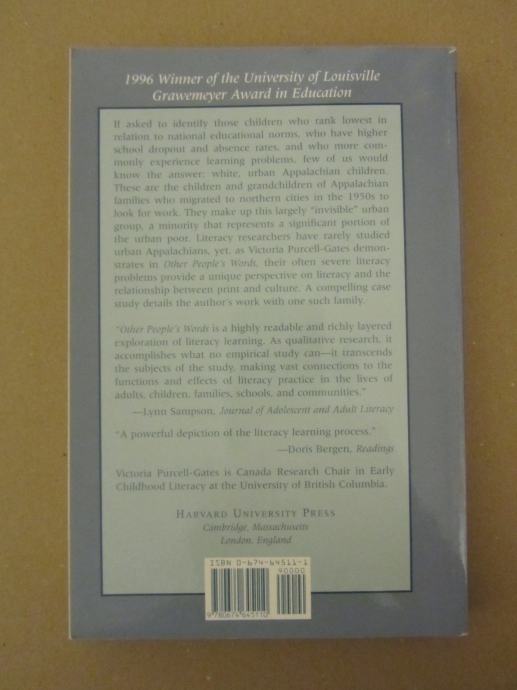 1996 Winner of the University of Louisville
Grawemeyer Award in Education
If asked to identify those children who rank lowest in
relation to national educational norms, who have higher
school dropout and absence rates, and who more com-
monly experience learning problems, few of us would
know the answer: white, urban Appalachian children.
These are the children and grandchildren of Appalachian
families who migrated to northern cities in the 1950s to
look for work. They make up this largely "invisible" urban
group, a minority that represents a significant portion of
the urban poor. Literacy researchers have rarely studied
urban Appalachians, yet, as Victoria Purcell-Gates demon-
strates in Other People's Words, their often severe literacy
problems provide a unique perspective on literacy and the
relationship between print and culture. A compelling case
study details the author's work with one such family.
"Other People's Words is a highly readable and richly layered
exploration of literacy learning. As qualitative research, it
accomplishes what no empirical study can—it transcends
the subjects of the study, making vast connections to the
functions and effects of literacy practice in the lives of
adults, children, families, schools, and communities."
—Lynn Sampson, Journal of Adolescent and Adult Literacy
"A powerful depiction of the literacy learning process."
—Doris Bergen, Readings
Victoria Purcell-Gates is Canada Research Chair in Early
Childhood Literacy at the University of British Columbia.
Harvard University Press
Cambridge, Massachusetts
London, England
ISBN 0-674-64511-1
90000
9 780674 645110